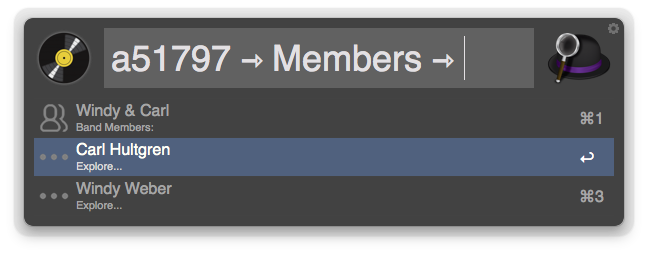 a51797 → Members →
Windy & Carl
Band Members:
⌘1
Carl Hultgren
Explore...
↩
Windy Weber
Explore...
⌘3